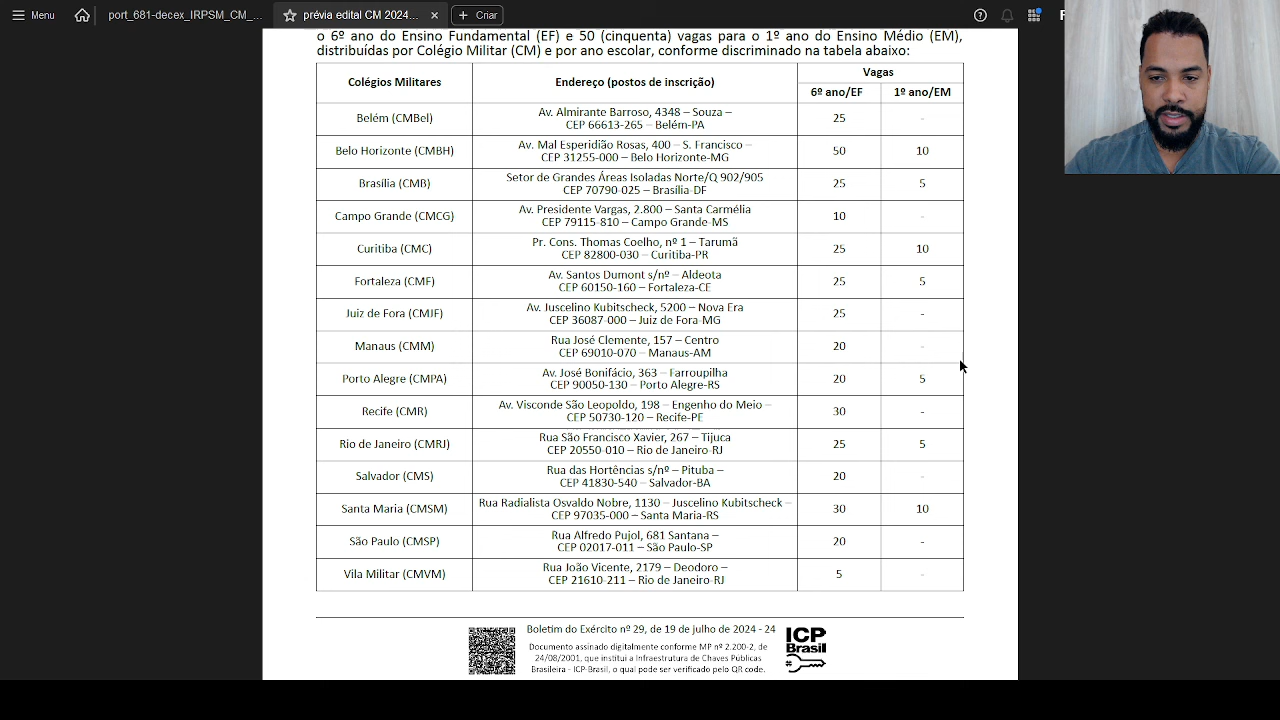 Menu
port_681-decex_IRPSM_CM_...
prévia edital CM 2024...
Criar
o 6º ano do Ensino Fundamental (EF) e 50 (cinquenta) vagas para o 1º ano do Ensino Médio (EM),
distribuídas por Colégio Militar (CM) e por ano escolar, conforme discriminado na tabela abaixo:
Colégios Militares
Endereço (postos de inscrição)
Vagas
6º ano/EF
1º ano/EM
Belém (CMBel)
Av. Almirante Barroso, 4348 – Souza –
CEP 66613-265 – Belém-PA
25
-
Belo Horizonte (CMBH)
Av. Mal Esperidião Rosas, 400 – S. Francisco –
CEP 31255-000 – Belo Horizonte-MG
50
10
Brasília (CMB)
Setor de Grandes Áreas Isoladas Norte/Q 902/905
CEP 70790-025 – Brasília-DF
25
5
Campo Grande (CMCG)
Av. Presidente Vargas, 2.800 – Santa Carmélia
CEP 79115-810 – Campo Grande-MS
10
-
Curitiba (CMC)
Pr. Cons. Thomas Coelho, nº 1 – Tarumã
CEP 82800-030 – Curitiba-PR
25
10
Fortaleza (CMF)
Av. Santos Dumont s/nº – Aldeota
CEP 60150-160 – Fortaleza-CE
25
5
Juiz de Fora (CMJF)
Av. Juscelino Kubitscheck, 5200 – Nova Era
CEP 36087-000 – Juiz de Fora-MG
25
-
Manaus (CMM)
Rua José Clemente, 157 – Centro
CEP 69010-070 – Manaus-AM
20
-
Porto Alegre (CMPA)
Av. José Bonifácio, 363 – Farroupilha
CEP 90050-130 – Porto Alegre-RS
20
5
Recife (CMR)
Av. Visconde São Leopoldo, 198 – Engenho do Meio –
CEP 50730-120 – Recife-PE
30
-
Rio de Janeiro (CMRJ)
Rua São Francisco Xavier, 267 – Tijuca
CEP 20550-010 – Rio de Janeiro-RJ
25
5
Salvador (CMS)
Rua das Hortências s/nº – Pituba –
CEP 41830-540 – Salvador-BA
20
-
Santa Maria (CMSM)
Rua Radialista Osvaldo Nobre, 1130 – Juscelino Kubitscheck –
CEP 97035-000 – Santa Maria-RS
30
10
São Paulo (CMSP)
Rua Alfredo Pujol, 681 Santana –
CEP 02017-011 – São Paulo-SP
20
-
Vila Militar (CMVM)
Rua João Vicente, 2179 – Deodoro –
CEP 21610-211 – Rio de Janeiro-RJ
5
-
Boletim do Exército nº 29, de 19 de julho de 2024 - 24
Documento assinado digitalmente conforme MP nº 2.200-2, de
24/08/2001, que institui a Infraestrutura de Chaves Públicas
Brasileira - ICP-Brasil, o qual pode ser verificado pelo QR code.
ICP
Brasil